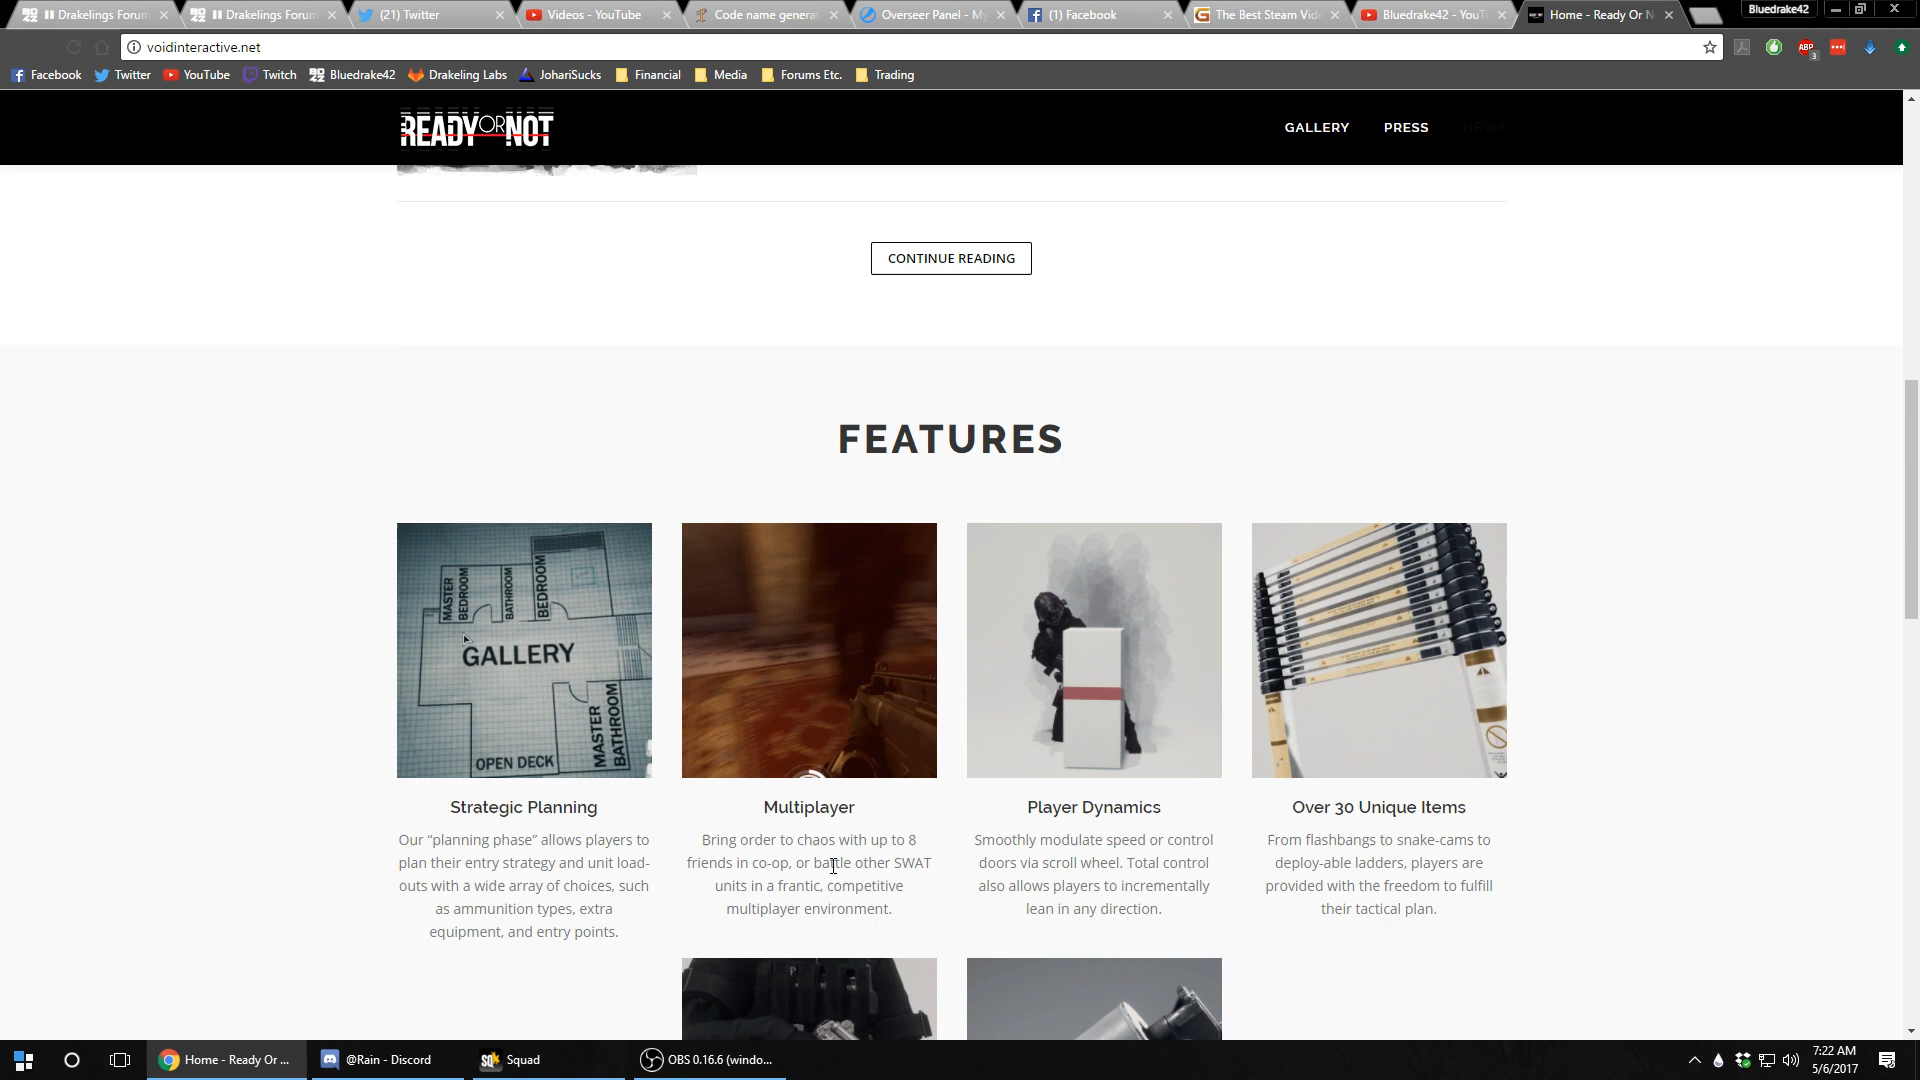 Drakelings Forum
Drakelings Forum
(21) Twitter
Videos - YouTube
Code name genera
Overseer Panel - My
(1) Facebook
The Best Steam Vid
Bluedrake42 - YouT
Home - Ready Or N
Bluedrake42
voidinteractive.net
ABP
3
Facebook
Twitter
YouTube
Twitch
Bluedrake42
Drakeling Labs
JohariSucks
Financial
Media
Forums Etc.
Trading
READY OR NOT
GALLERY
PRESS
NEWS
CONTINUE READING
FEATURES
MASTER BEDROOM
BATHROOM
BEDROOM
GALLERY
MASTER BATHROOM
OPEN DECK
Strategic Planning
Our “planning phase” allows players to
plan their entry strategy and unit load-
outs with a wide array of choices, such
as ammunition types, extra
equipment, and entry points.
Multiplayer
Bring order to chaos with up to 8
friends in co-op, or battle other SWAT
units in a frantic, competitive
multiplayer environment.
Player Dynamics
Smoothly modulate speed or control
doors via scroll wheel. Total control
also allows players to incrementally
lean in any direction.
Over 30 Unique Items
From flashbangs to snake-cams to
deploy-able ladders, players are
provided with the freedom to fulfill
their tactical plan.
Home - Ready Or ...
@Rain - Discord
Squad
OBS 0.16.6 (windo...
7:22 AM
5/6/2017